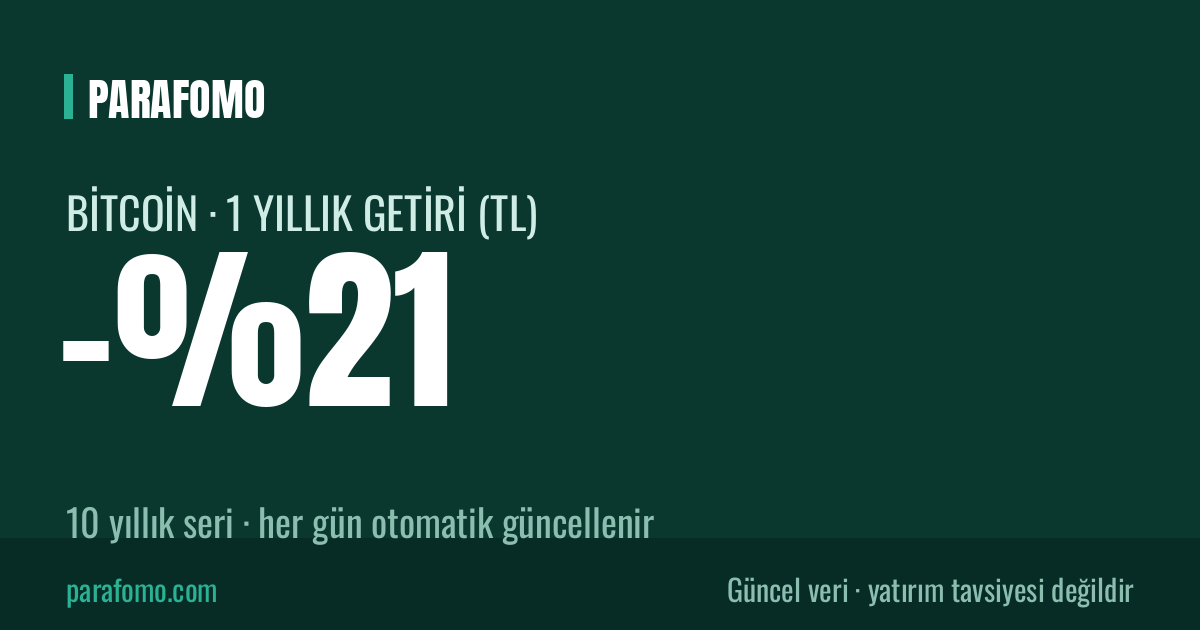 PARAFOMO
BİTCOİN · 1 YILLIK GETİRİ (TL)
-%21
10 yıllık seri · her gün otomatik güncellenir
parafomo.com
Güncel veri · yatırım tavsiyesi değildir